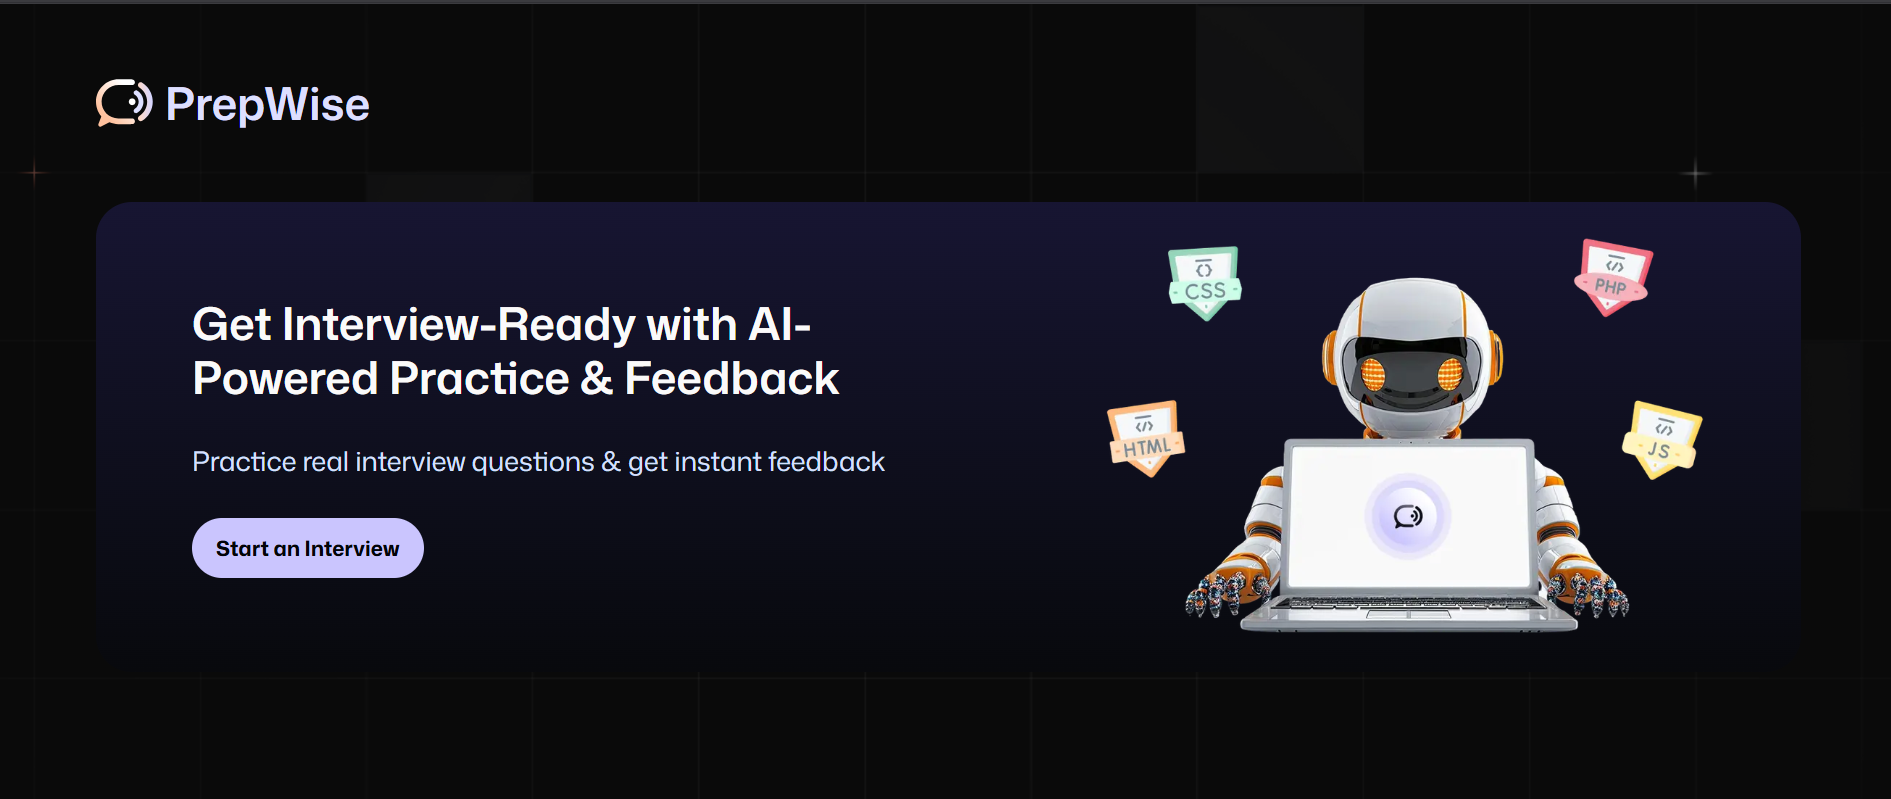 PrepWise
Get Interview-Ready with AI-
Powered Practice & Feedback
Practice real interview questions & get instant feedback
Start an Interview
CSS
PHP
HTML
JS